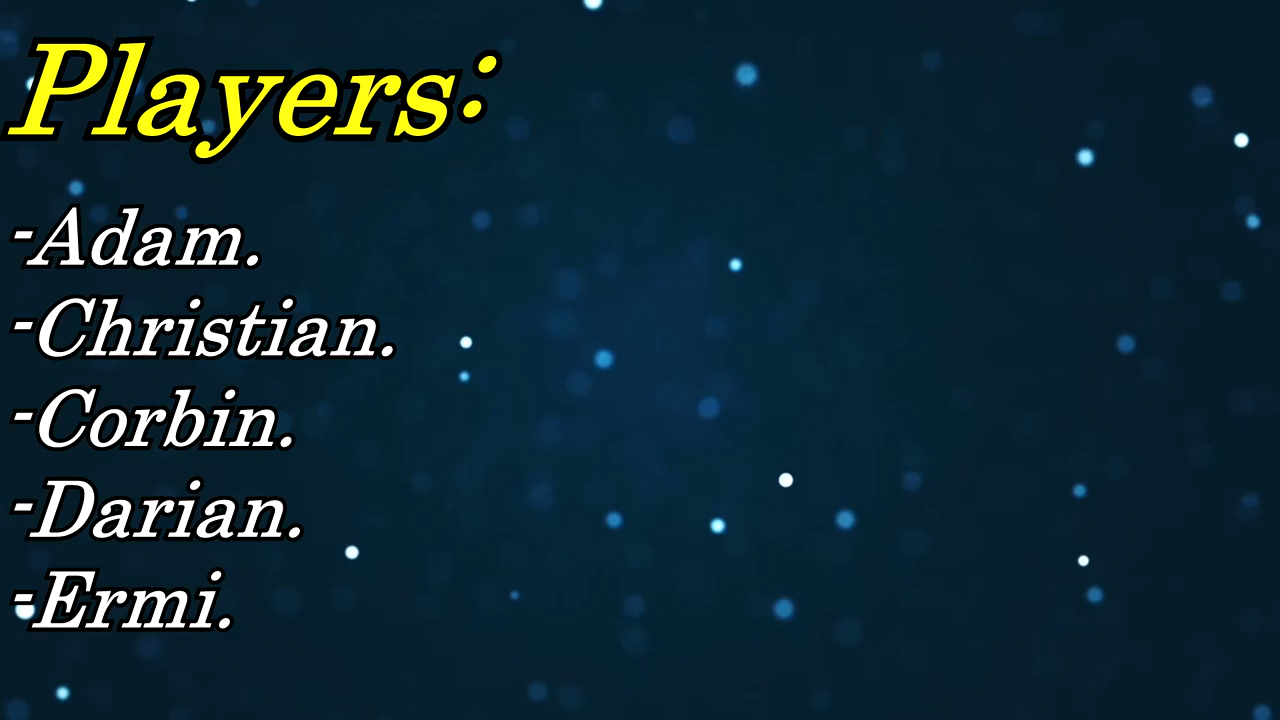 Players:
-Adam.
-Christian.
-Corbin.
-Darian.
-Ermi.